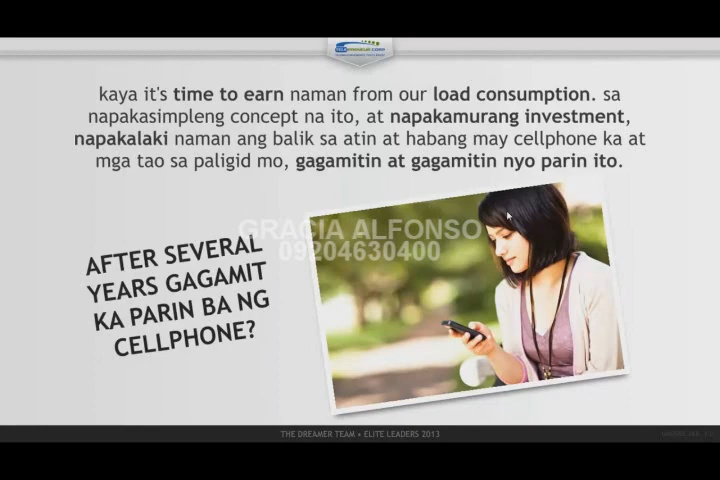 kaya it's time to earn naman from our load consumption. sa
napakasimpleng concept na ito, at napakamurang investment,
napakalaki naman ang balik sa atin at habang may cellphone ka at
mga tao sa paligid mo, gagamitin at gagamitin nyo parin ito.
GRACIA ALFONSO
09204630400
AFTER SEVERAL
YEARS GAGAMIT
KA PARIN BA NG
CELLPHONE?
THE DREAMER TEAM • ELITE LEADERS 2013